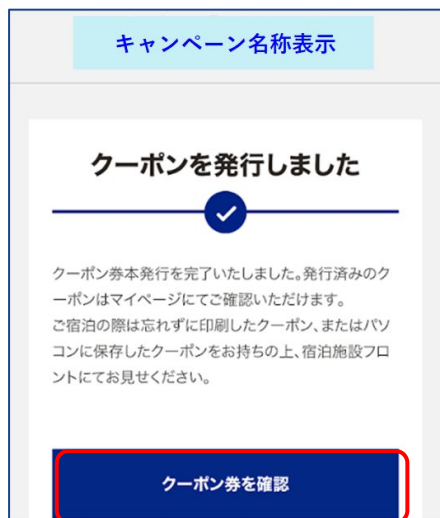 キャンペーン名称表示
クーポンを発行しました
クーポン券本発行を完了いたしました。発行済みのク
ーポンはマイページにてご確認いただけます。
ご宿泊の際は忘れずに印刷したクーポン、またはパソ
コンに保存したクーポンをお持ちの上、宿泊施設フロ
ントにてお見せください。
クーポン券を確認